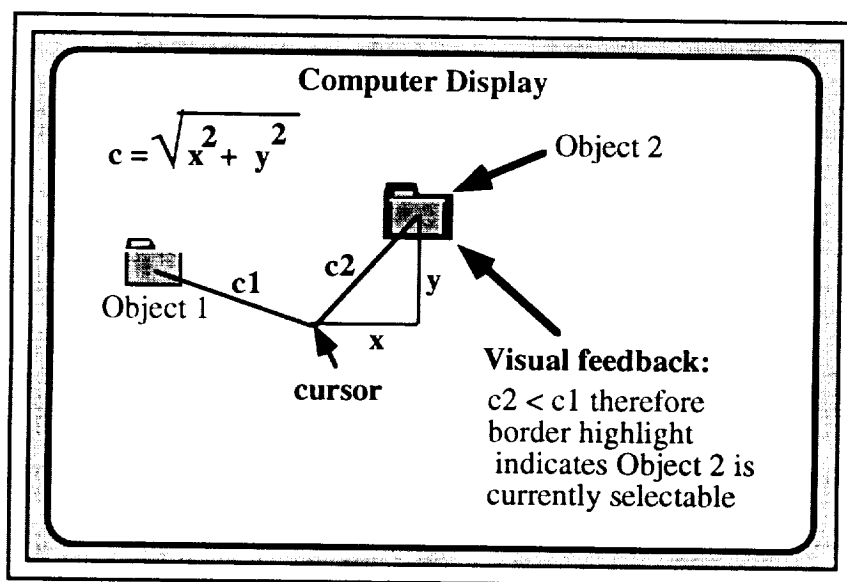 Computer Display
c = √x² + y²
Object 2
c2
c1
y
Object 1
x
cursor
Visual feedback:
c2 < c1 therefore
border highlight
indicates Object 2 is
currently selectable